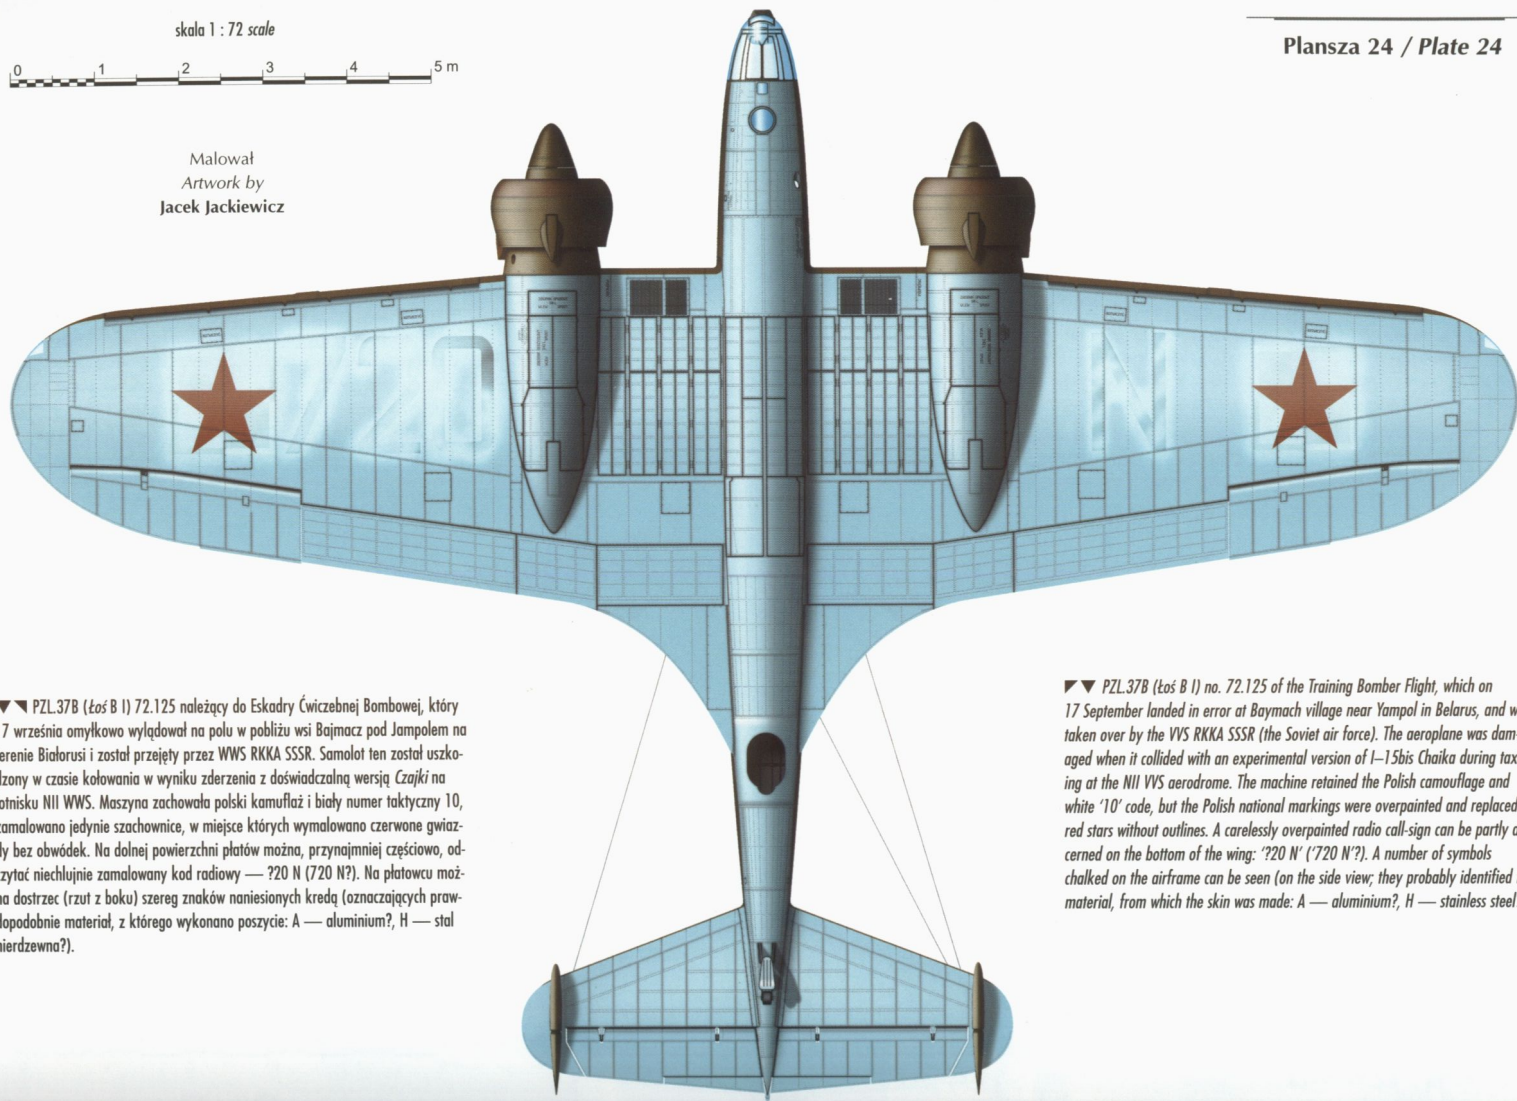 skala 1 : 72 scale
0 1 2 3 4 5 m
Malował
Artwork by
Jacek Jackiewicz
Plansza 24 / Plate 24
?20
N
PZL.37B (Łoś B I) 72.125 należący do Eskadry Ćwiczebnej Bombowej, który
7 września omyłkowo wylądował na polu w pobliżu wsi Bajmacz pod Jampolem na
erenie Białorusi i został przejęty przez WWS RKKA SSSR. Samolot ten został uszko-
dzony w czasie kołowania w wyniku zderzenia z doświadczalną wersją Czajki na
otnisku NII WWS. Maszyna zachowała polski kamuflaż i biały numer taktyczny 10,
zamalowano jedynie szachownice, w miejsce których wymalowano czerwone gwiaz-
dy bez obwódek. Na dolnej powierzchni płatów można, przynajmniej częściowo, od-
zytać niechlujnie zamalowany kod radiowy — ?20 N (720 N?). Na płatowcu moż-
na dostrzec (rzut z boku) szereg znaków naniesionych kredą (oznaczających praw-
dopodobnie materiał, z którego wykonano poszycie: A — aluminium?, H — stal
nierdzewna?).
PZL.37B (Łoś B I) no. 72.125 of the Training Bomber Flight, which on
17 September landed in error at Baymach village near Yampol in Belarus, and w
taken over by the VVS RKKA SSSR (the Soviet air force). The aeroplane was dam-
aged when it collided with an experimental version of I–15bis Chaika during tax
ing at the NII VVS aerodrome. The machine retained the Polish camouflage and
white '10' code, but the Polish national markings were overpainted and replaced
red stars without outlines. A carelessly overpainted radio call-sign can be partly d
cerned on the bottom of the wing: '?20 N' ('720 N'?). A number of symbols
chalked on the airframe can be seen (on the side view; they probably identified
material, from which the skin was made: A — aluminium?, H — stainless steel